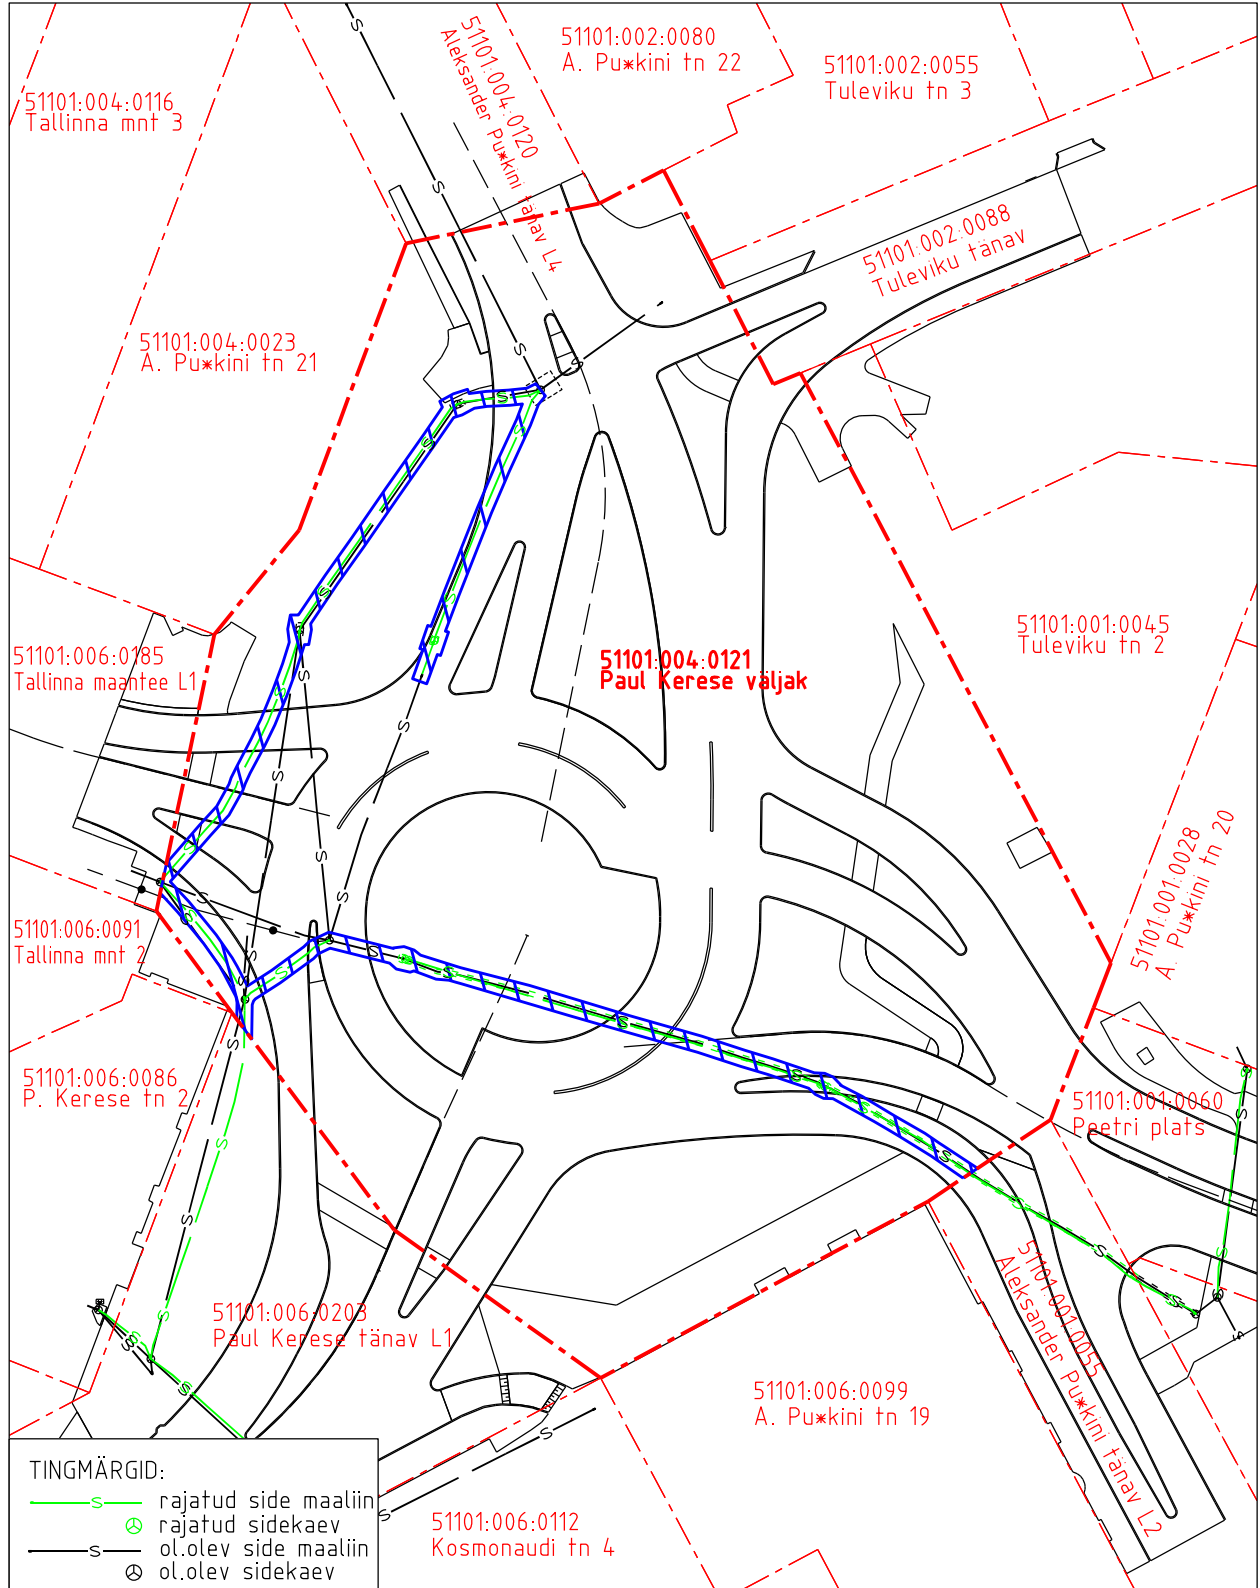 51101:002:0080
A. Pu*kini tn 22
51101:002:0055
Tuleviku tn 3
51101:004:0116
Tallinna mnt 3
51101:004:0120
Aleksander Pu*kini tänav L4
51101:002:0088
Tuleviku tänav
51101:004:0023
A. Pu*kini tn 21
51101:001:0045
Tuleviku tn 2
51101:006:0185
Tallinna maantee L1
51101:004:0121
Paul Kerese väljak
51101:001:0028
A. Pu*kini tn 20
51101:006:0091
Tallinna mnt 2
51101:006:0086
P. Kerese tn 2
51101:001:0060
Peetri plats
51101:006:0203
Paul Kerese tänav L1
51101:001:0055
Aleksander Pu*kini tänav L2
51101:006:0099
A. Pu*kini tn 19
51101:006:0112
Kosmonaudi tn 4
TINGMÄRGID:
S rajatud side maaliin
rajatud sidekaev
S ol.olev side maaliin
ol.olev sidekaev